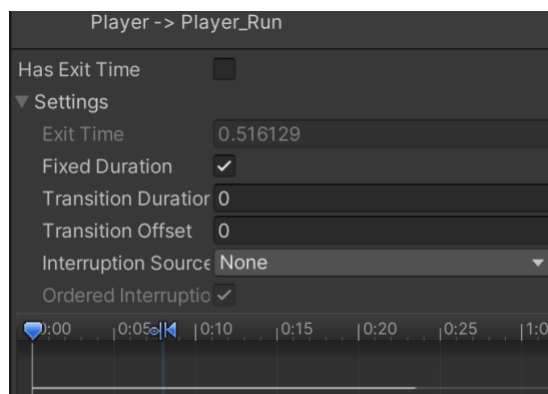 Player -> Player_Run
Has Exit Time
Settings
Exit Time 0.516129
Fixed Duration
Transition Duration 0
Transition Offset 0
Interruption Source None
Ordered Interruptio
0:00 0:05 0:10 0:15 0:20 0:25 1:0